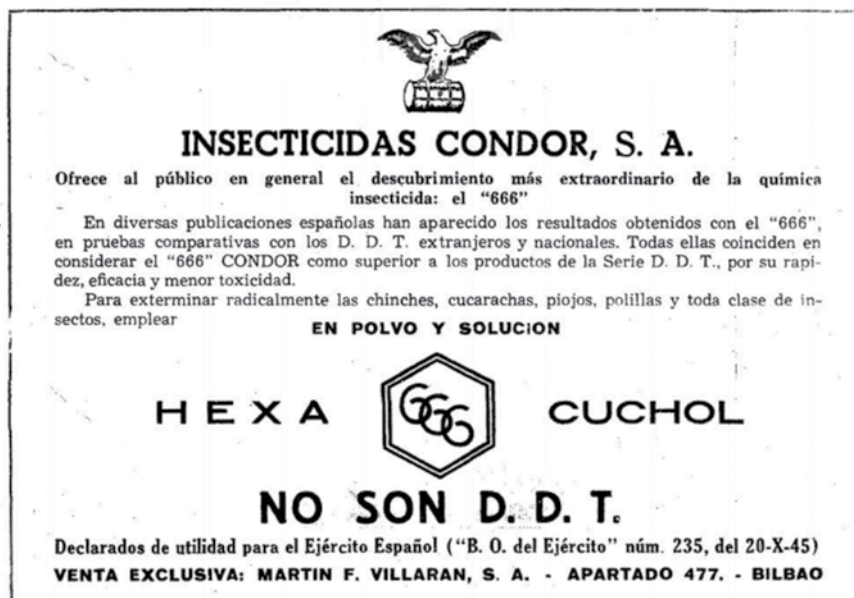 INSECTICIDAS CONDOR, S. A.
Ofrece al público en general el descubrimiento más extraordinario de la química
insecticida: el "666"
En diversas publicaciones españolas han aparecido los resultados obtenidos con el "666",
en pruebas comparativas con los D. D. T. extranjeros y nacionales. Todas ellas coinciden en
considerar el "666" CONDOR como superior a los productos de la Serie D. D. T., por su rapi-
dez, eficacia y menor toxicidad.
Para exterminar radicalmente las chinches, cucarachas, piojos, polillas y toda clase de in-
sectos, emplear
EN POLVO Y SOLUCION
HEXA 666 CUCHOL
NO SON D. D. T.
Declarados de utilidad para el Ejército Español ("B. O. del Ejército" núm. 235, del 20-X-45)
VENTA EXCLUSIVA: MARTIN F. VILLARAN, S. A. - APARTADO 477. - BILBAO